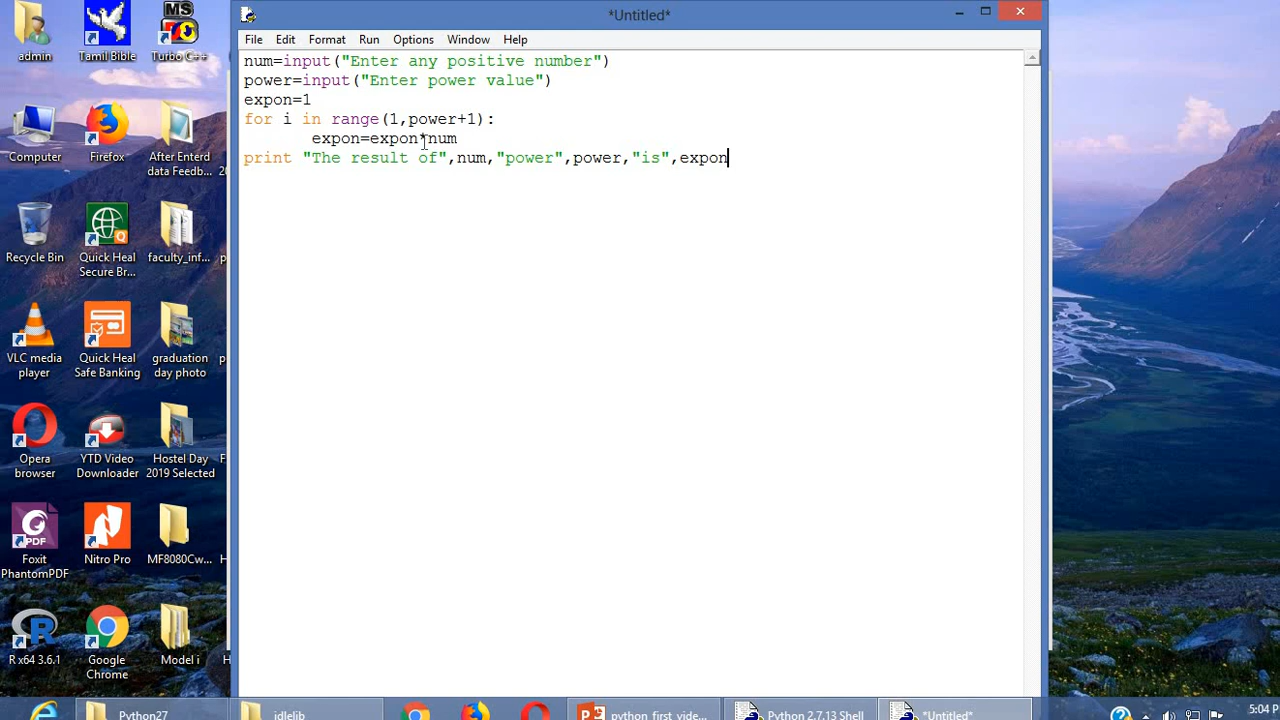 *Untitled*
File Edit Format Run Options Window Help
num=input("Enter any positive number")
power=input("Enter power value")
expon=1
for i in range(1,power+1):
expon=expon*num
print "The result of",num,"power",power,"is",expon
admin
Tamil Bible
MS
Turbo C++
Computer
Firefox
After Enterd
data Feedb...
Recycle Bin
Quick Heal
Secure Br...
faculty_inf...
VLC media
player
Quick Heal
Safe Banking
graduation
day photo
Opera
browser
YTD Video
Downloader
Hostel Day
2019 Selected
Foxit
PhantomPDF
Nitro Pro
MF8080Cw...
R x64 3.6.1
Google
Chrome
Model i
Python27
idlelib
python_first_vide...
Python 2.7.13 Shell
*Untitled*
5:04 P